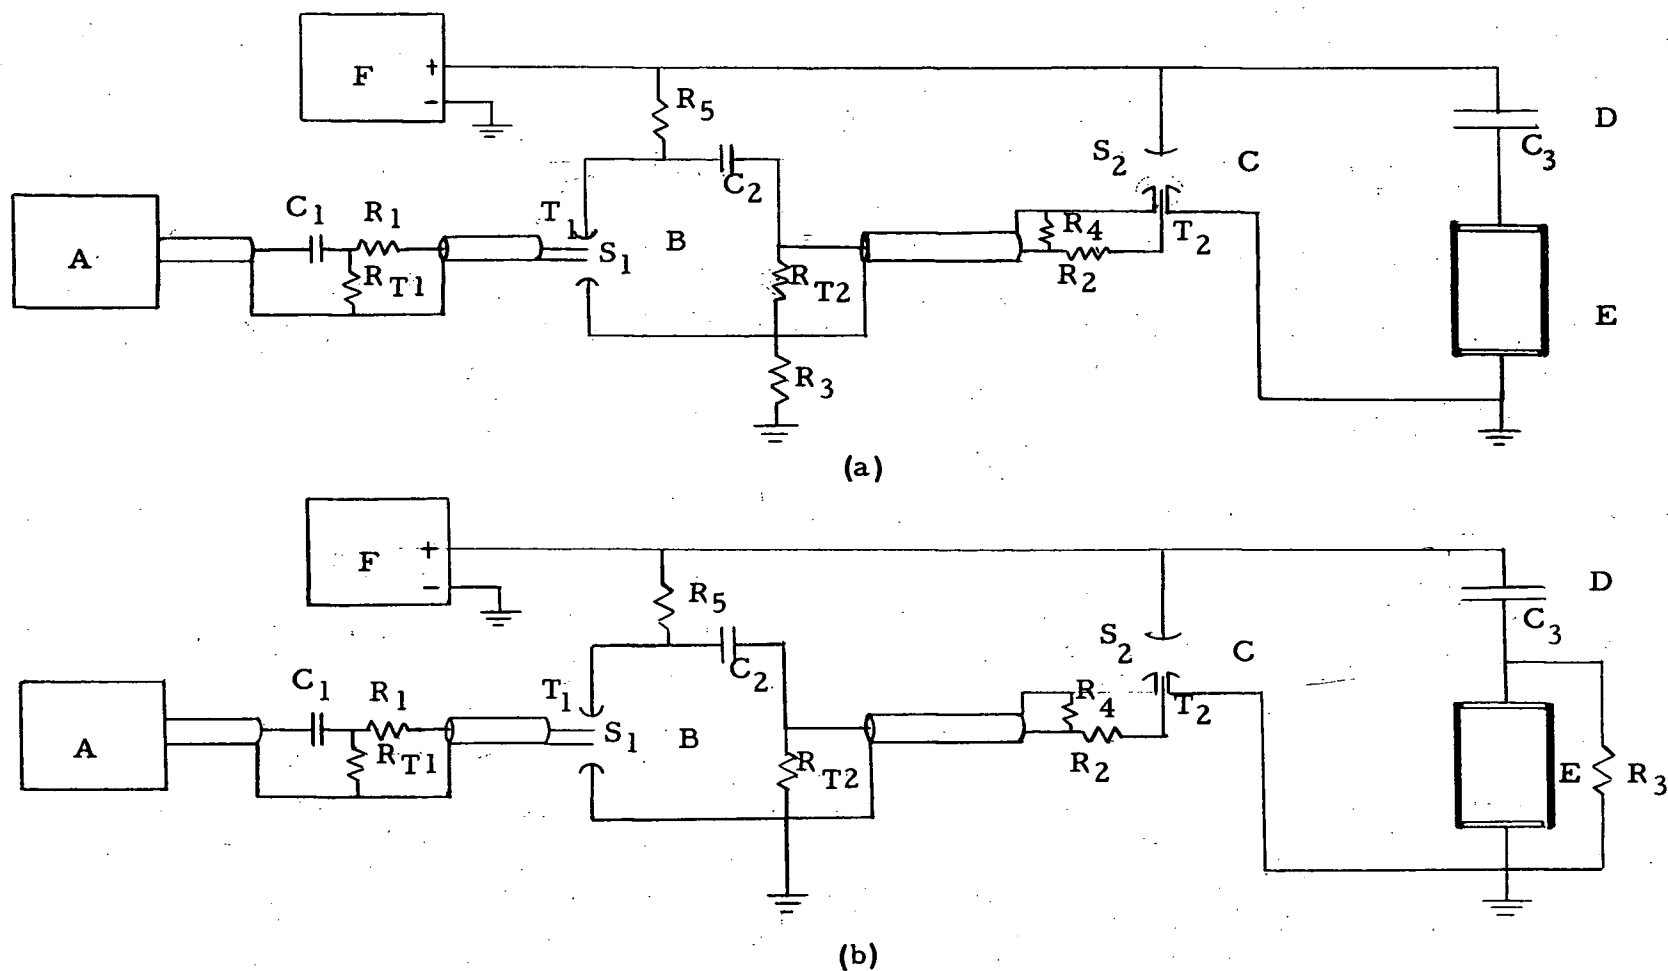 F
+
−
R5
D
C3
S2
C
C2
C1
R1
T1
R4
T2
A
S1
B
RT1
RT2
R2
E
R3
(a)
F
+
−
R5
D
C3
S2
C
C2
C1
R1
T1
R4
T2
A
S1
B
RT1
RT2
R2
E
R3
(b)